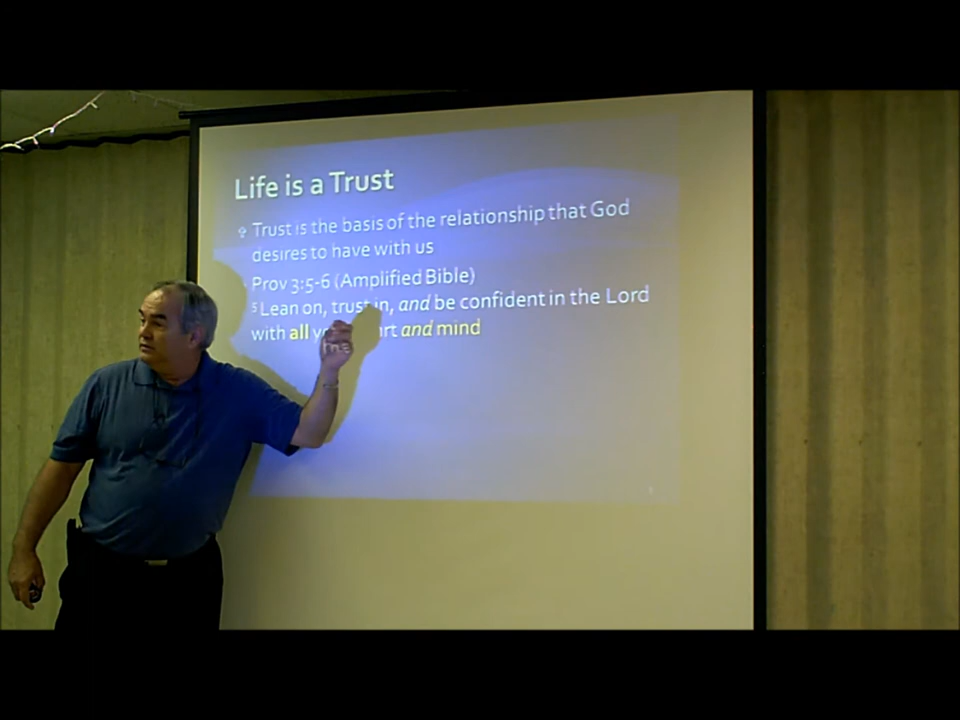 Life is a Trust
Trust is the basis of the relationship that God
desires to have with us
Prov 3:5-6 (Amplified Bible)
5 Lean on, trust in, and be confident in the Lord
with all and mind